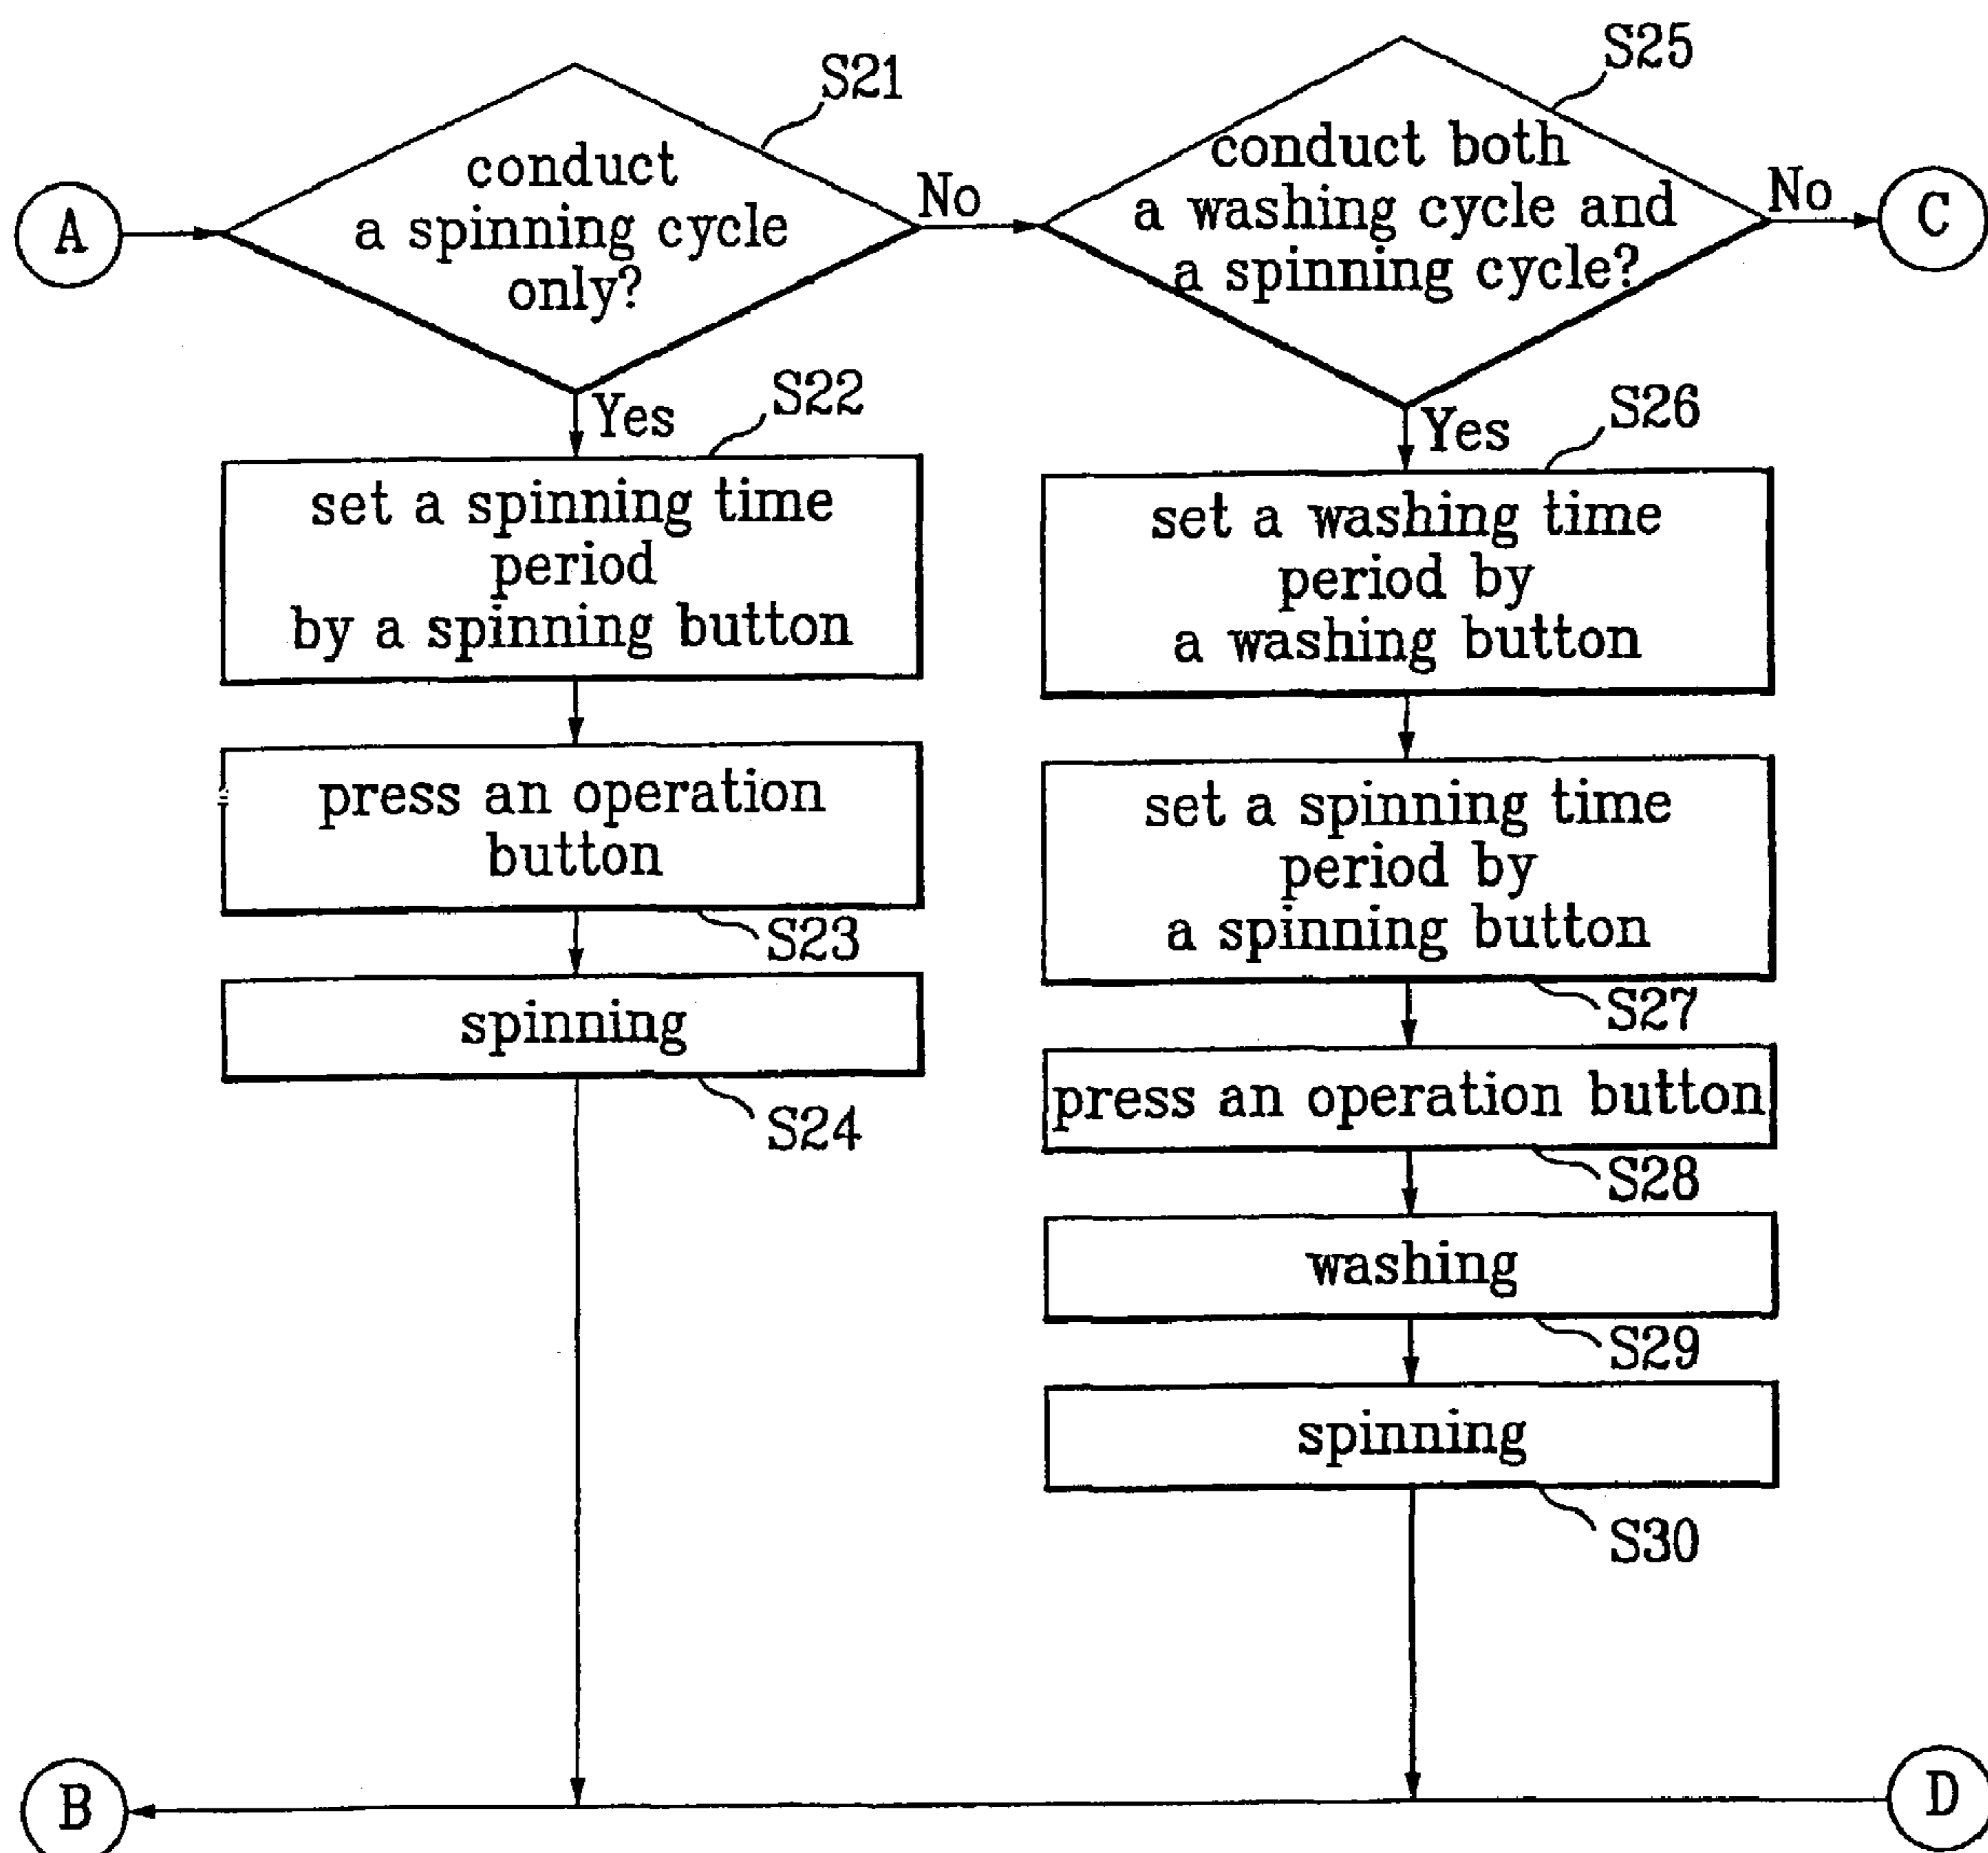 A
conduct
a spinning cycle
only?
S21
No
Yes
S22
set a spinning time
period
by a spinning button
press an operation
button
S23
spinning
S24
conduct both
a washing cycle and
a spinning cycle?
S25
No
C
Yes
S26
set a washing time
period by
a washing button
set a spinning time
period by
a spinning button
S27
press an operation button
S28
washing
S29
spinning
S30
B
D